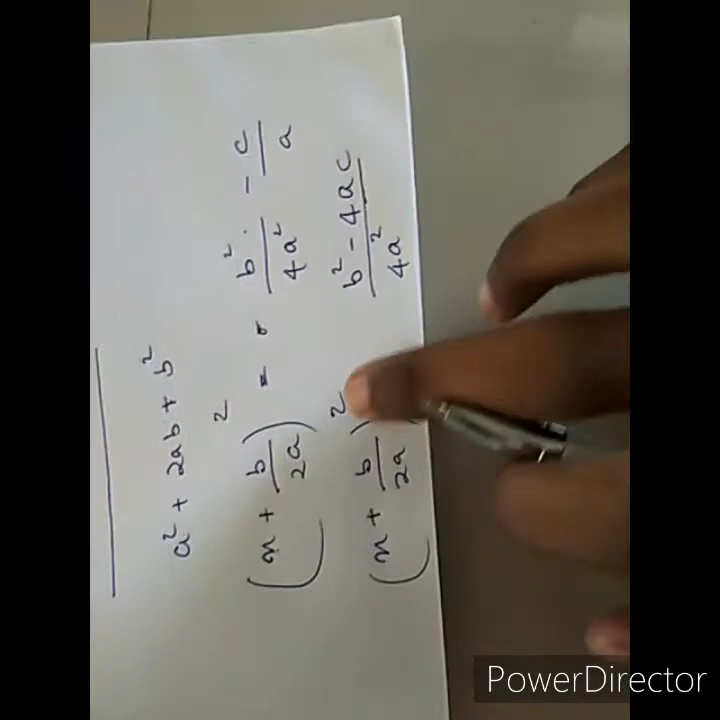 a² + 2ab + b²
(x + b/2a)² = b²/4a² - c/a
(x + b/2a)² b² - 4ac/4a²
PowerDirector